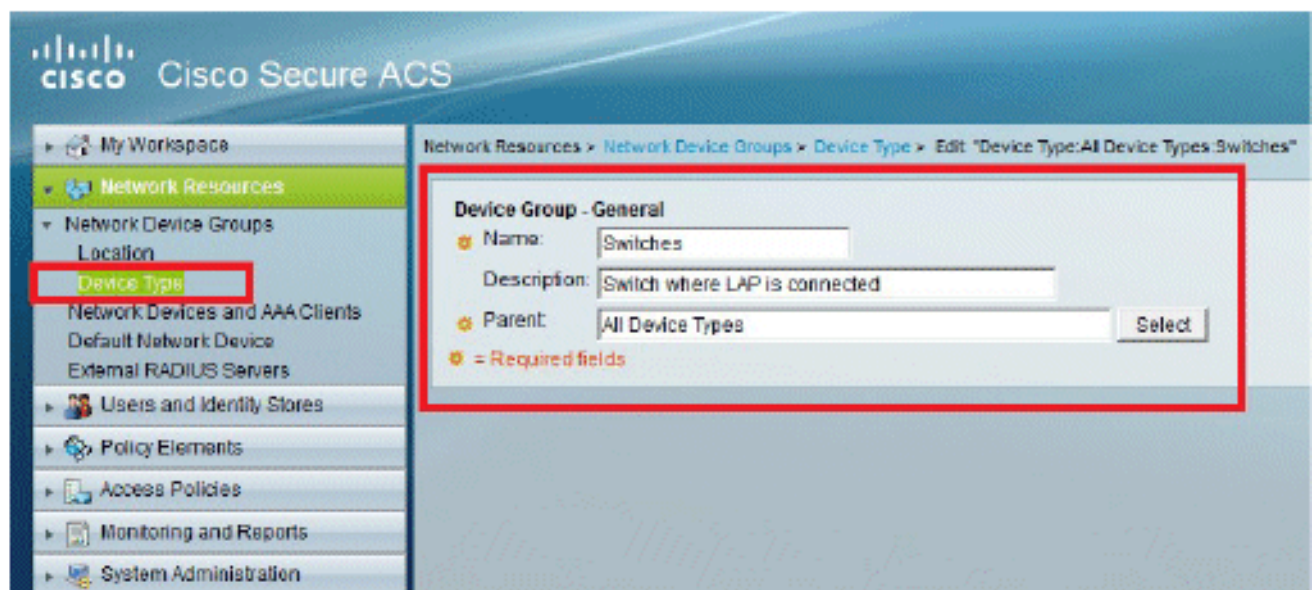 CISCO Cisco Secure ACS
My Workspace
Network Resources
Network Device Groups
Location
Device Type
Network Devices and AAA Clients
Default Network Device
External RADIUS Servers
Users and Identity Stores
Policy Elements
Access Policies
Monitoring and Reports
System Administration
Network Resources > Network Device Groups > Device Type > Edit: "Device Type:All Device Types:Switches"
Device Group - General
Name: Switches
Description: Switch where LAP is connected
Parent: All Device Types Select
= Required fields